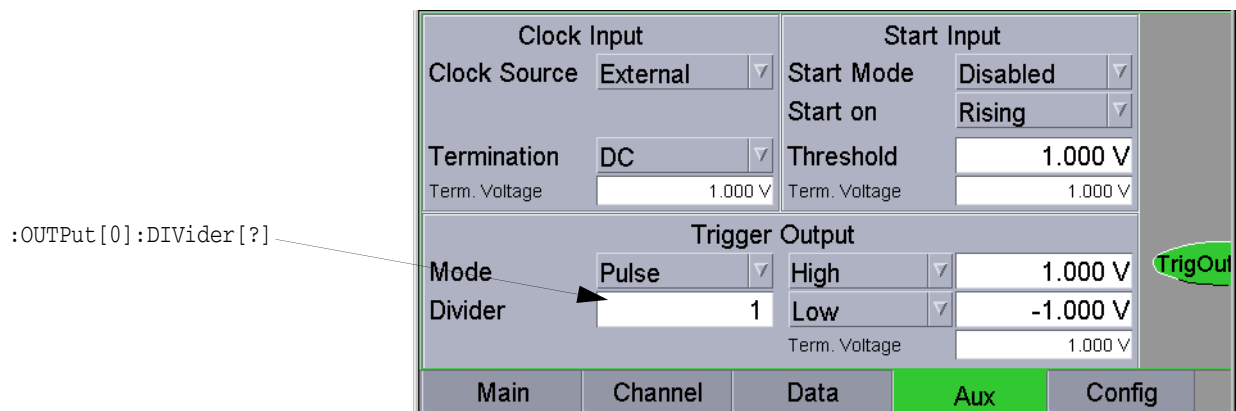 Clock Input
Start Input
Clock Source External
Start Mode Disabled
Start on Rising
Termination DC
Threshold 1.000 V
Term. Voltage 1.000 V
Term. Voltage 1.000 V
:OUTPut[0]:DIVider[?]
Trigger Output
Mode Pulse
High 1.000 V
TrigOut
Divider 1
Low -1.000 V
Term. Voltage 1.000 V
Main Channel Data Aux Config